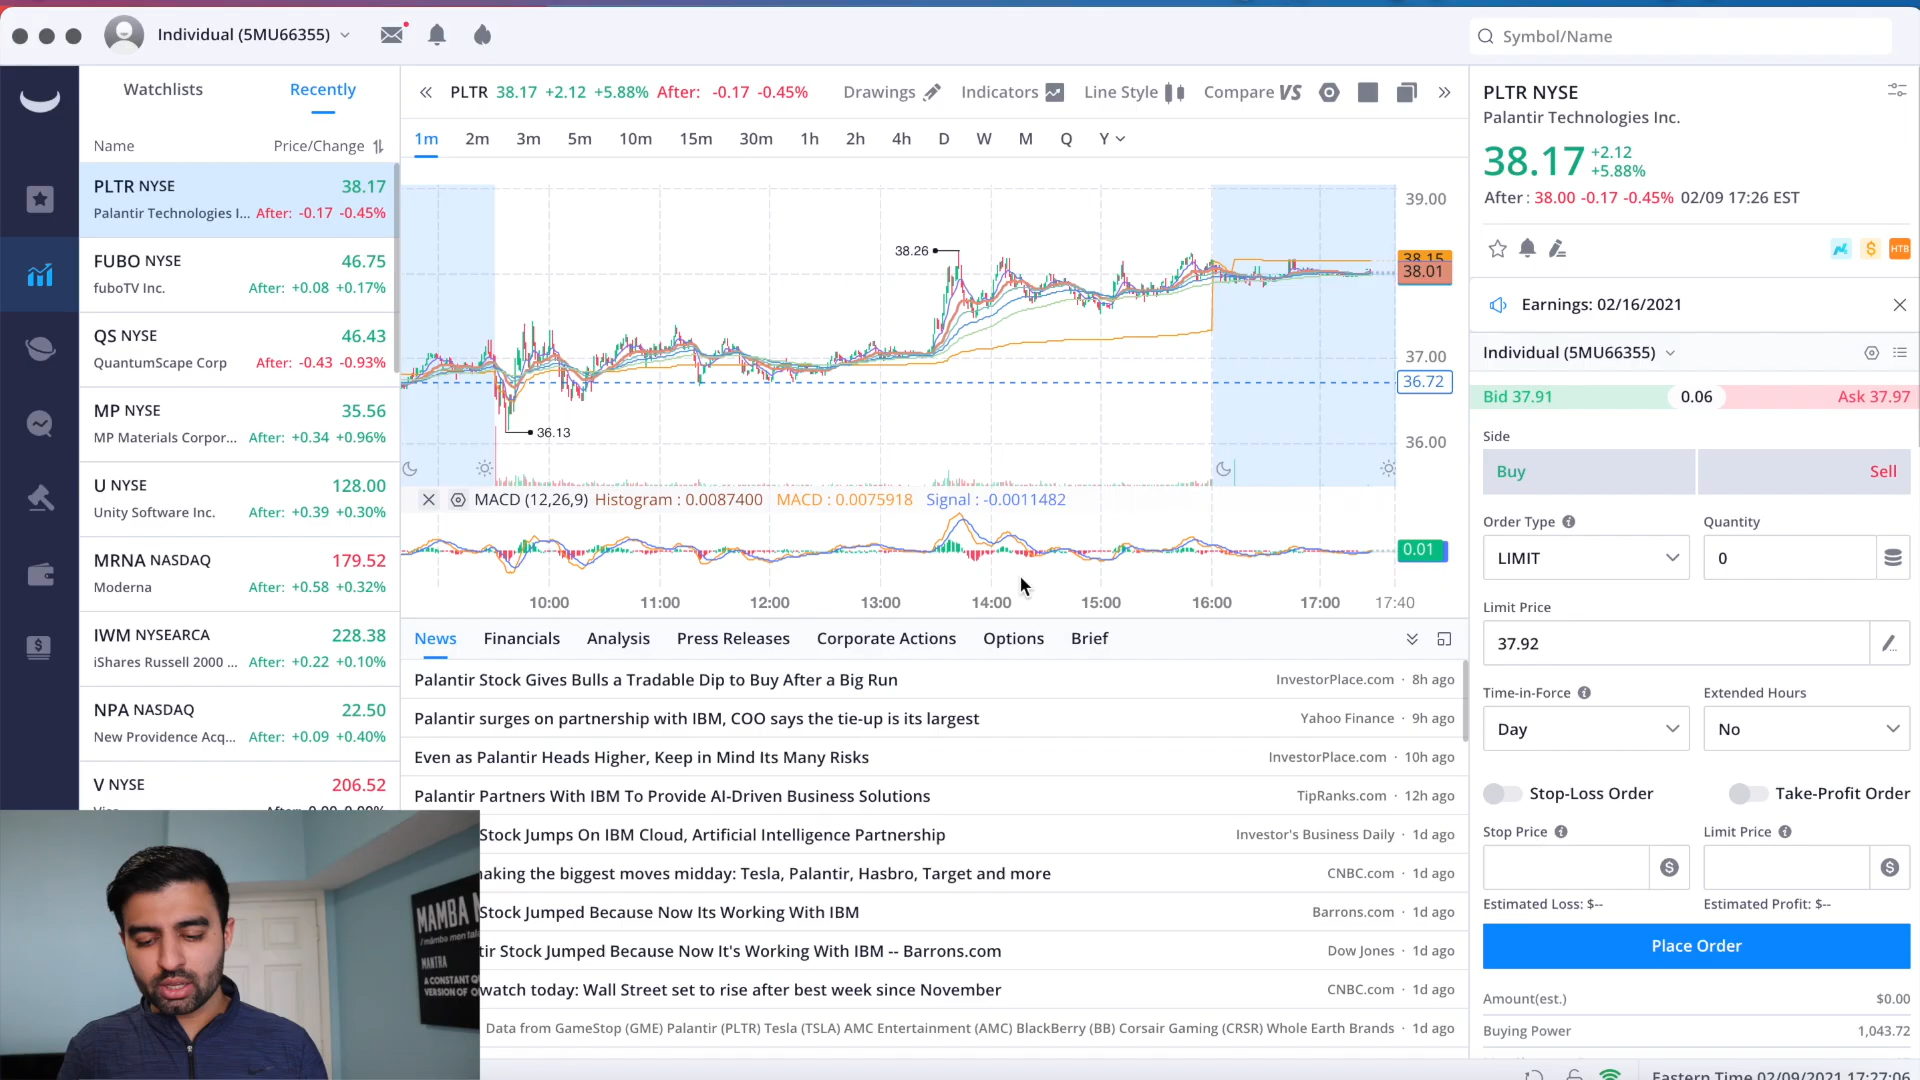 Individual (5MU66355)
Symbol/Name
Watchlists
Recently
Name
Price/Change
PLTR NYSE
38.17
Palantir Technologies I...
After: -0.17 -0.45%
FUBO NYSE
46.75
fuboTV Inc.
After: +0.08 +0.17%
QS NYSE
46.43
QuantumScape Corp
After: -0.43 -0.93%
MP NYSE
35.56
MP Materials Corpor...
After: +0.34 +0.96%
U NYSE
128.00
Unity Software Inc.
After: +0.39 +0.30%
MRNA NASDAQ
179.52
Moderna
After: +0.58 +0.32%
IWM NYSEARCA
228.38
iShares Russell 2000 ...
After: +0.22 +0.10%
NPA NASDAQ
22.50
New Providence Acq...
After: +0.09 +0.40%
V NYSE
206.52
PLTR 38.17 +2.12 +5.88% After: -0.17 -0.45%
Drawings
Indicators
Line Style
Compare VS
1m 2m 3m 5m 10m 15m 30m 1h 2h 4h D W M Q Y
39.00
38.26
38.15
38.01
37.00
36.72
36.13
36.00
MACD (12,26,9) Histogram : 0.0087400 MACD : 0.0075918 Signal : -0.0011482
0.01
10:00 11:00 12:00 13:00 14:00 15:00 16:00 17:00 17:40
News Financials Analysis Press Releases Corporate Actions Options Brief
Palantir Stock Gives Bulls a Tradable Dip to Buy After a Big Run
InvestorPlace.com · 8h ago
Palantir surges on partnership with IBM, COO says the tie-up is its largest
Yahoo Finance · 9h ago
Even as Palantir Heads Higher, Keep in Mind Its Many Risks
InvestorPlace.com · 10h ago
Palantir Partners With IBM To Provide AI-Driven Business Solutions
TipRanks.com · 12h ago
Stock Jumps On IBM Cloud, Artificial Intelligence Partnership
Investor's Business Daily · 1d ago
aking the biggest moves midday: Tesla, Palantir, Hasbro, Target and more
CNBC.com · 1d ago
Stock Jumped Because Now Its Working With IBM
Barrons.com · 1d ago
tir Stock Jumped Because Now It's Working With IBM -- Barrons.com
Dow Jones · 1d ago
watch today: Wall Street set to rise after best week since November
CNBC.com · 1d ago
Data from GameStop (GME) Palantir (PLTR) Tesla (TSLA) AMC Entertainment (AMC) BlackBerry (BB) Corsair Gaming (CRSR) Whole Earth Brands · 1d ago
PLTR NYSE
Palantir Technologies Inc.
38.17 +2.12
+5.88%
After : 38.00 -0.17 -0.45% 02/09 17:26 EST
HTB
Earnings: 02/16/2021
Individual (5MU66355)
Bid 37.91
0.06
Ask 37.97
Side
Buy
Sell
Order Type
Quantity
LIMIT
0
Limit Price
37.92
Time-in-Force
Extended Hours
Day
No
Stop-Loss Order
Take-Profit Order
Stop Price
Limit Price
Estimated Loss: $--
Estimated Profit: $--
Place Order
Amount(est.)
$0.00
Buying Power
1,043.72
Eastern Time 02/09/2021 17:27:06
MAMBA M
MANTRA
A CONSTANT
VERSION OF